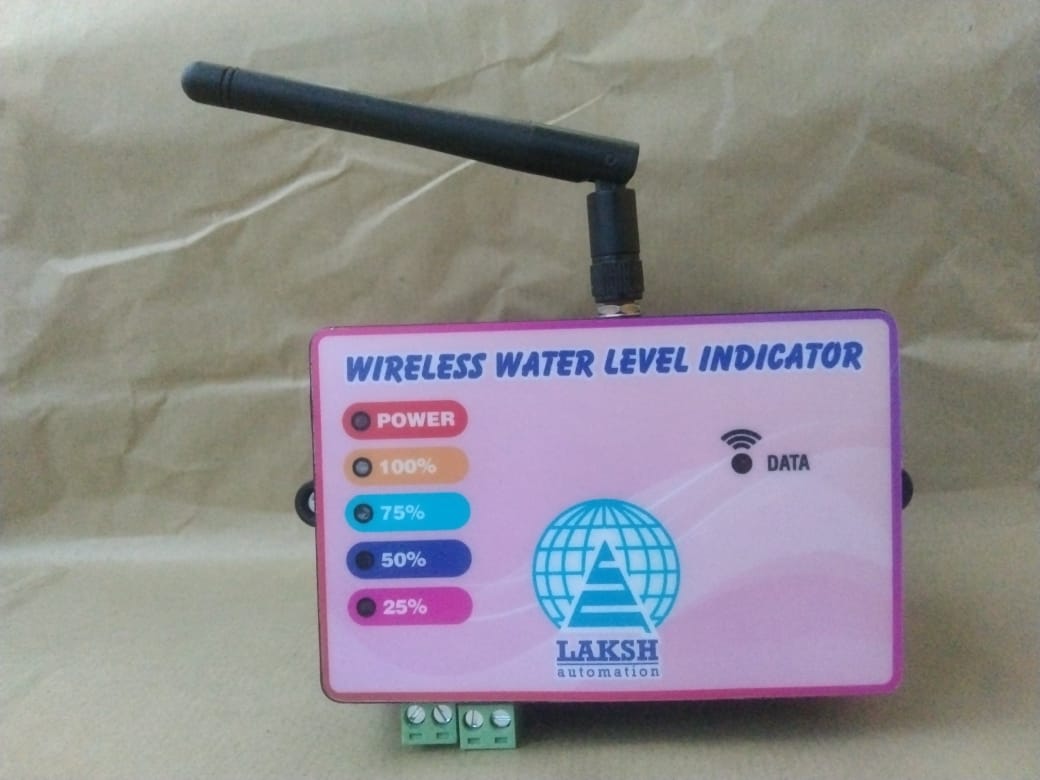 WIRELESS WATER LEVEL INDICATOR
POWER
100%
75%
50%
25%
DATA
LAKSH
automation